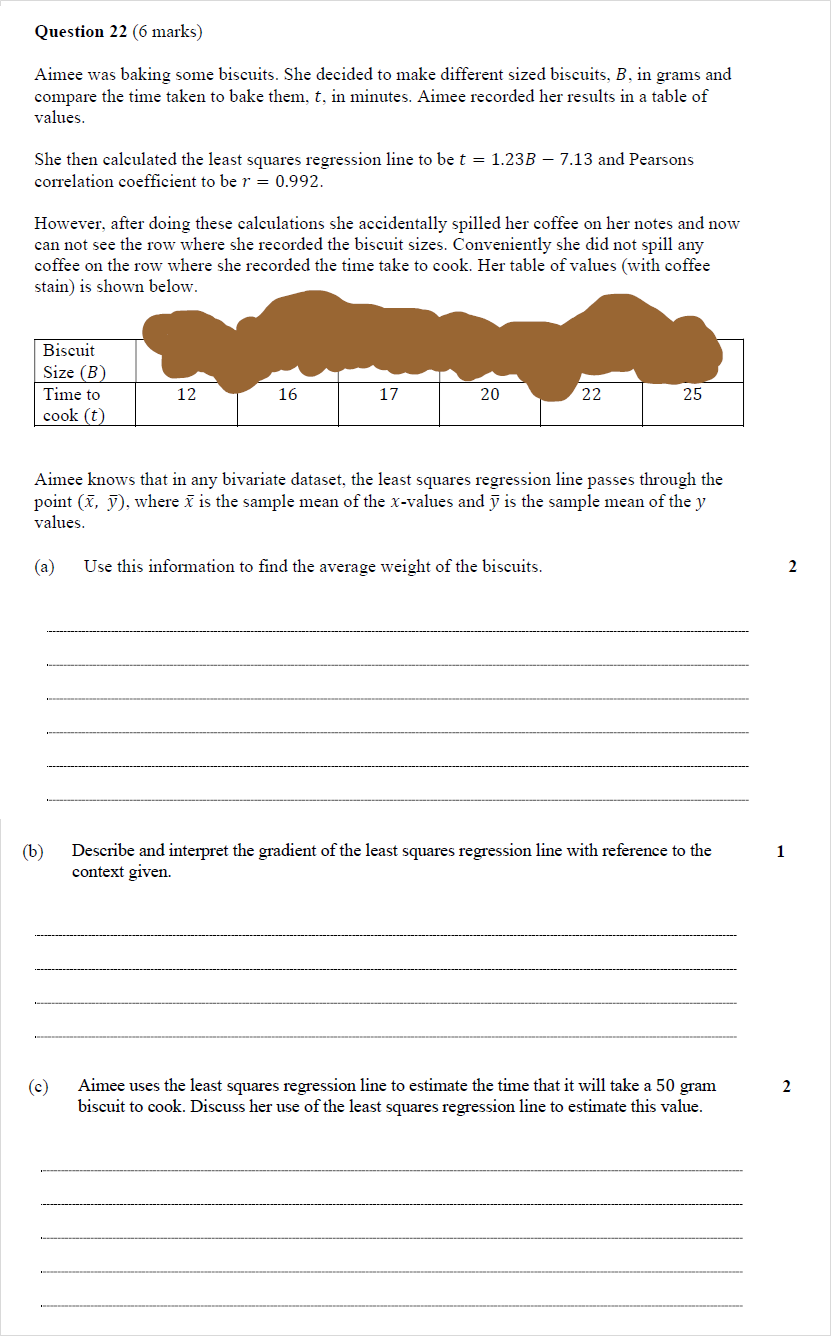 Question 22 (6 marks)
Aimee was baking some biscuits. She decided to make different sized biscuits, B, in grams and
compare the time taken to bake them, t, in minutes. Aimee recorded her results in a table of
values.
She then calculated the least squares regression line to be t = 1.23B − 7.13 and Pearsons
correlation coefficient to be r = 0.992.
However, after doing these calculations she accidentally spilled her coffee on her notes and now
can not see the row where she recorded the biscuit sizes. Conveniently she did not spill any
coffee on the row where she recorded the time take to cook. Her table of values (with coffee
stain) is shown below.
Biscuit
Size (B)
Time to 12 16 17 20 22 25
cook (t)
Aimee knows that in any bivariate dataset, the least squares regression line passes through the
point (x̄, ȳ), where x̄ is the sample mean of the x-values and ȳ is the sample mean of the y
values.
(a) Use this information to find the average weight of the biscuits. 2
(b) Describe and interpret the gradient of the least squares regression line with reference to the 1
context given.
(c) Aimee uses the least squares regression line to estimate the time that it will take a 50 gram 2
biscuit to cook. Discuss her use of the least squares regression line to estimate this value.